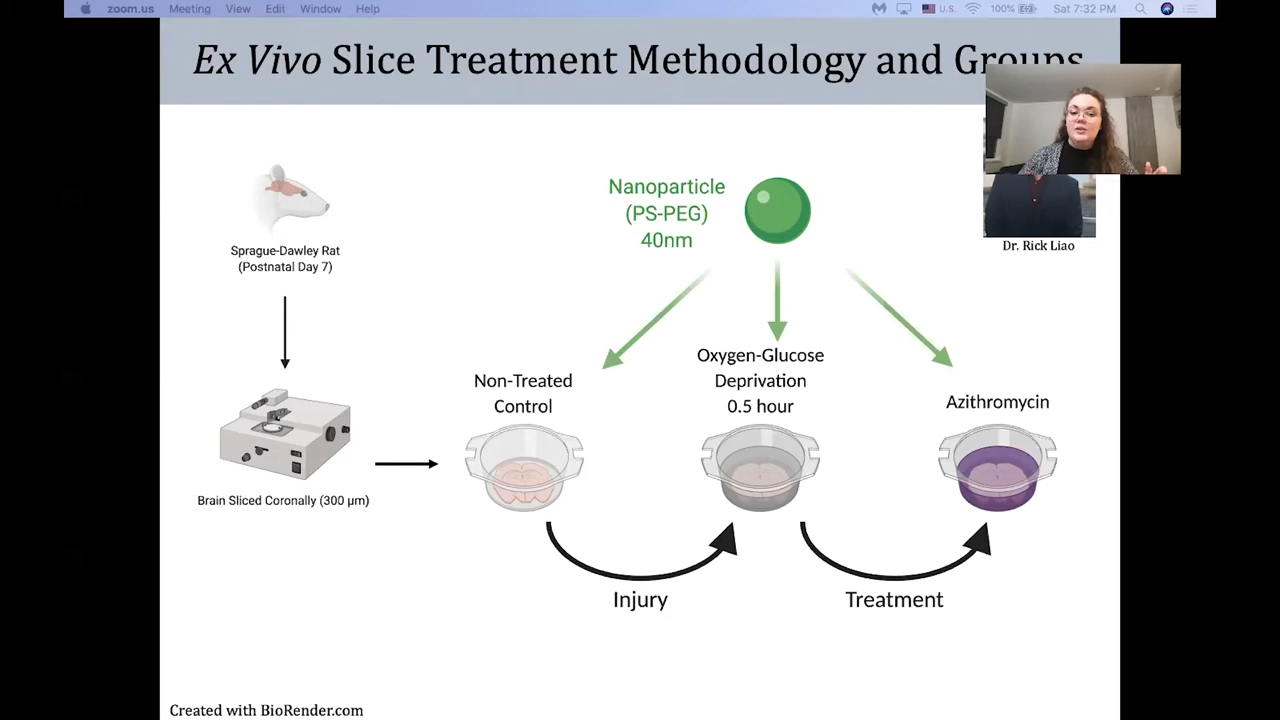 zoom.us Meeting View Edit Window Help U.S. 100% Sat 7:32 PM
Ex Vivo Slice Treatment Methodology and Groups
Nanoparticle
(PS-PEG)
40nm
Dr. Rick Liao
Sprague-Dawley Rat
(Postnatal Day 7)
Brain Sliced Coronally (300 µm)
Non-Treated
Control
Oxygen-Glucose
Deprivation
0.5 hour
Azithromycin
Injury
Treatment
Created with BioRender.com